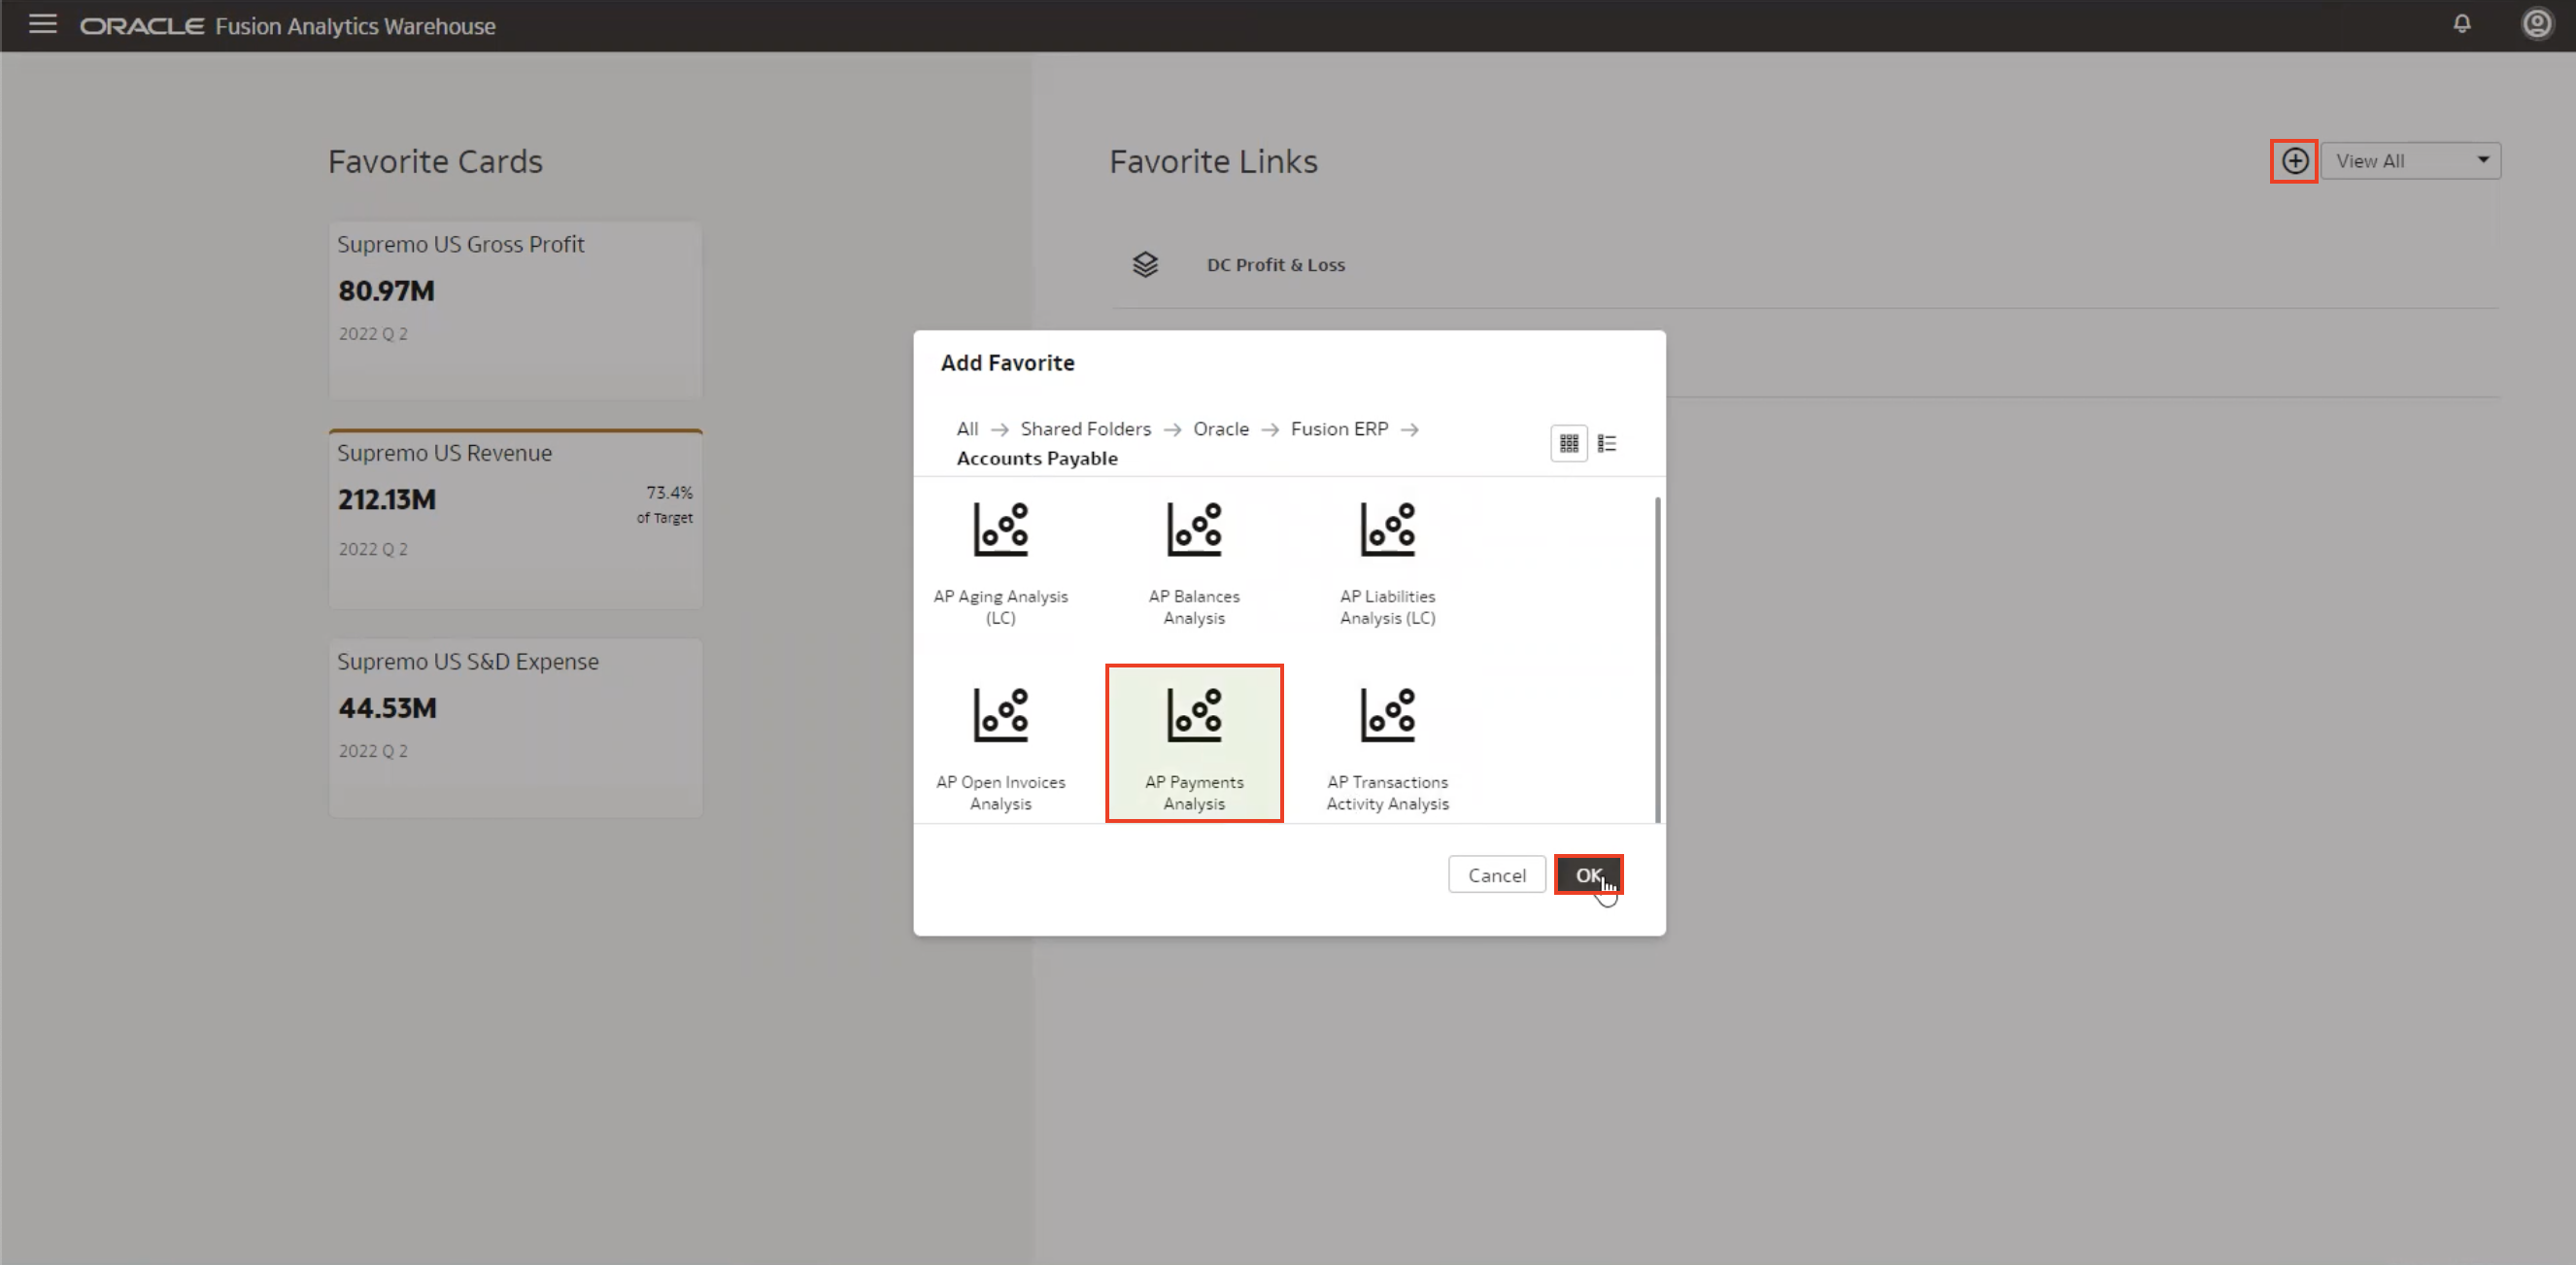 ORACLE Fusion Analytics Warehouse
Favorite Cards
Supremo US Gross Profit
80.97M
2022 Q 2
Supremo US Revenue
212.13M
73.4%
of Target
2022 Q 2
Supremo US S&D Expense
44.53M
2022 Q 2
Favorite Links
View All
DC Profit & Loss
Add Favorite
All → Shared Folders → Oracle → Fusion ERP →
Accounts Payable
AP Aging Analysis
(LC)
AP Balances
Analysis
AP Liabilities
Analysis (LC)
AP Open Invoices
Analysis
AP Payments
Analysis
AP Transactions
Activity Analysis
Cancel
OK